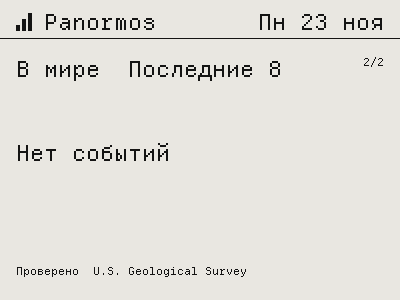 Panormos Пн 23 ноя
В мире Последние 8 2/2
Нет событий
Проверено U.S. Geological Survey